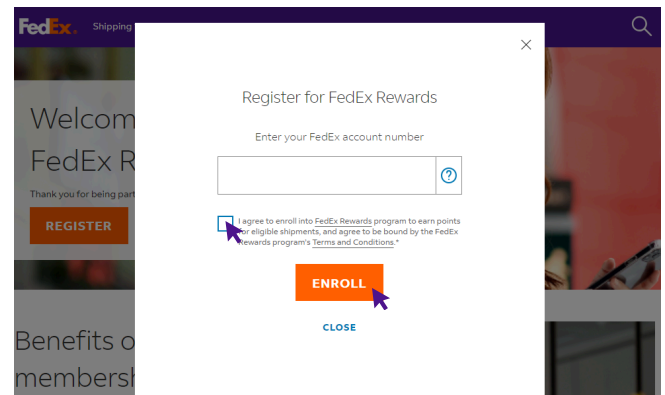 FedEx. Shipping
Register for FedEx Rewards
Enter your FedEx account number
Welcom
FedEx R
Thank you for being part
REGISTER
I agree to enroll into FedEx Rewards program to earn points
for eligible shipments, and agree to be bound by the FedEx
Rewards program's Terms and Conditions.*
ENROLL
CLOSE
Benefits o
membersh